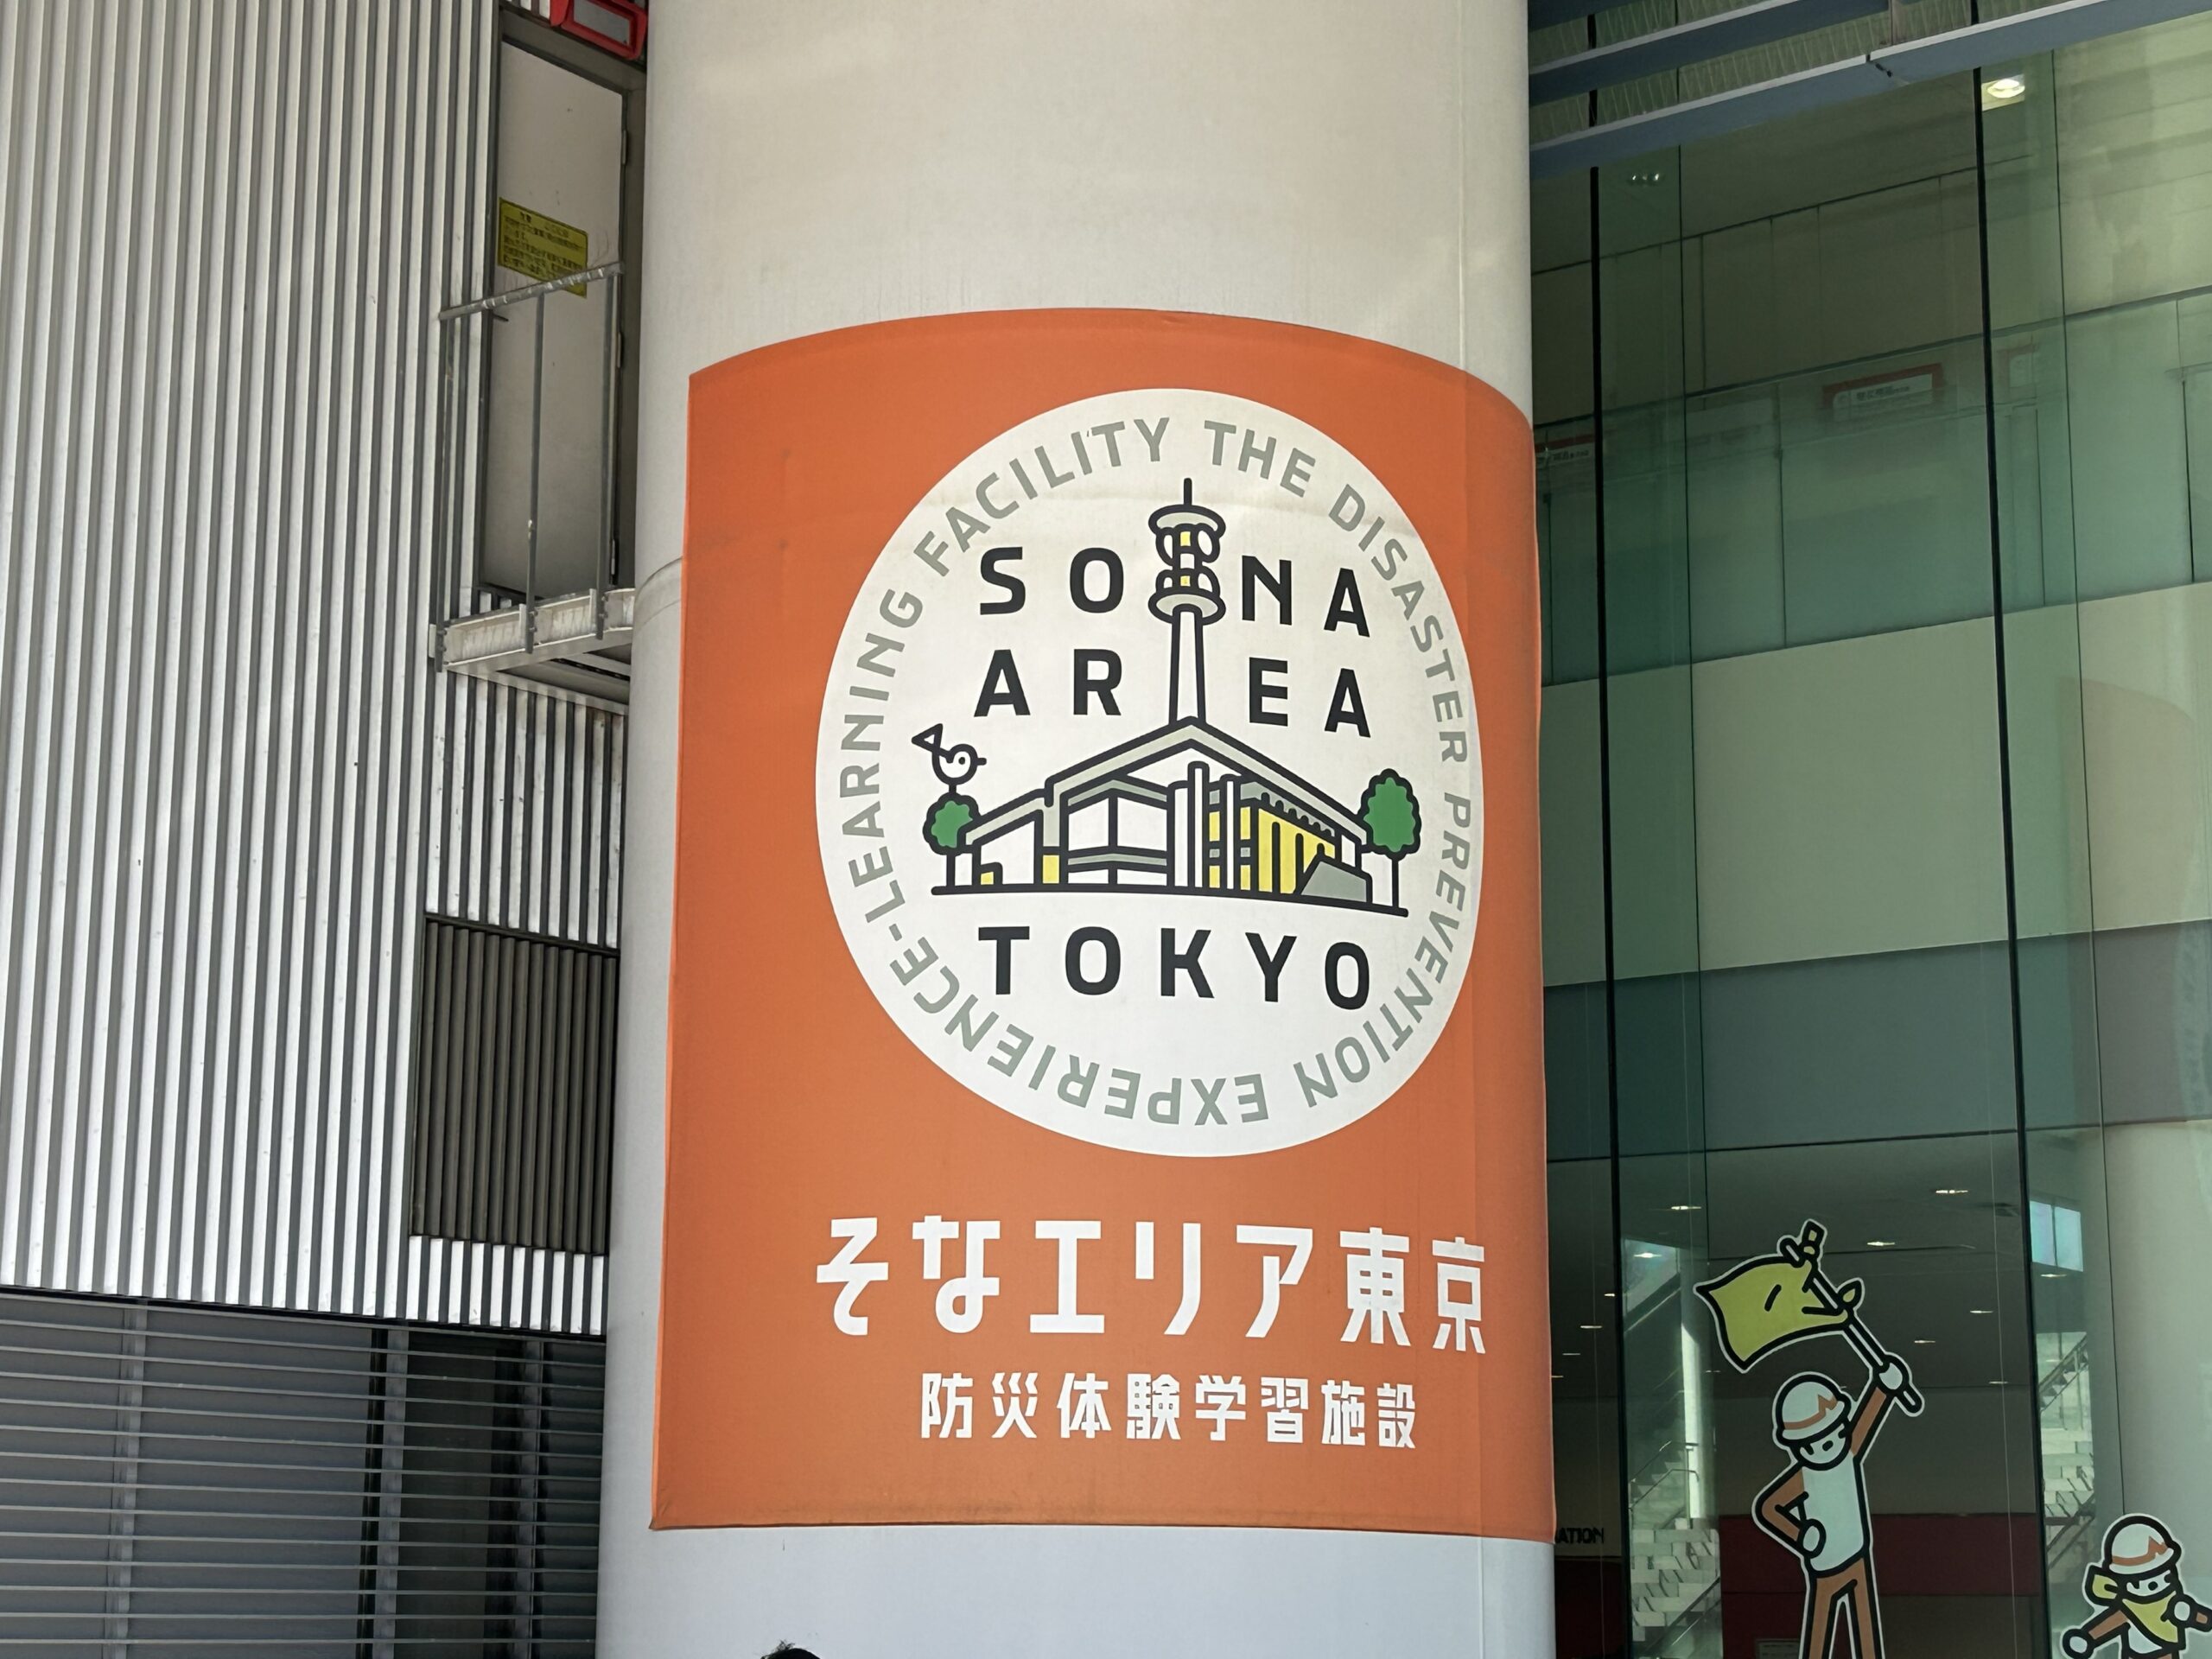 THE DISASTER PREVENTION EXPERIENCE-LEARNING FACILITY
SONA
AREA
TOKYO
そなエリア東京
防災体験学習施設